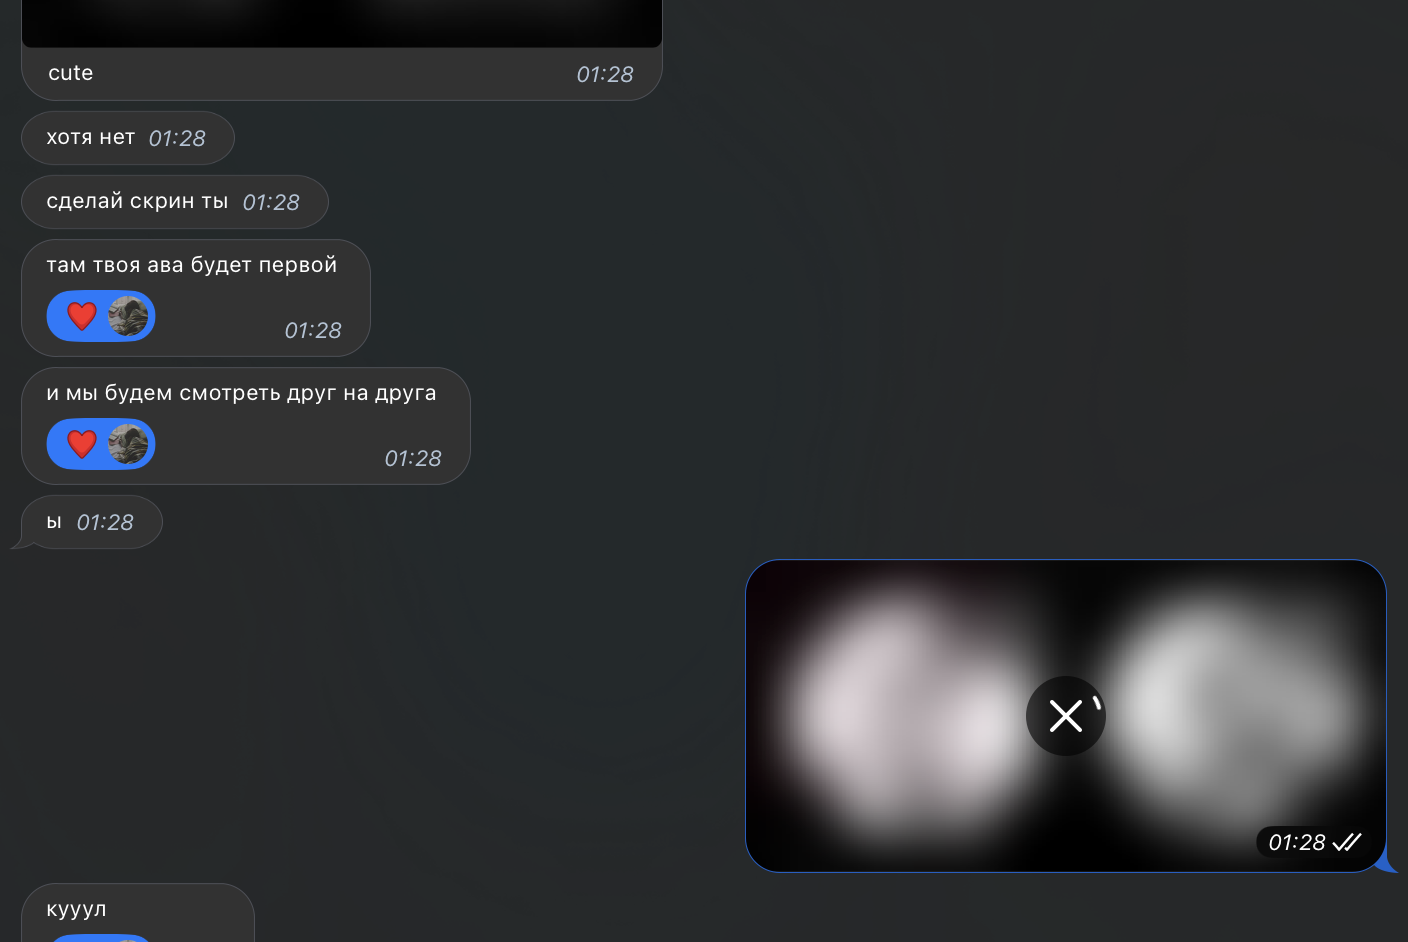 cute 01:28
хотя нет 01:28
сделай скрин ты 01:28
там твоя ава будет первой
01:28
и мы будем смотреть друг на друга
01:28
ы 01:28
01:28
кууул